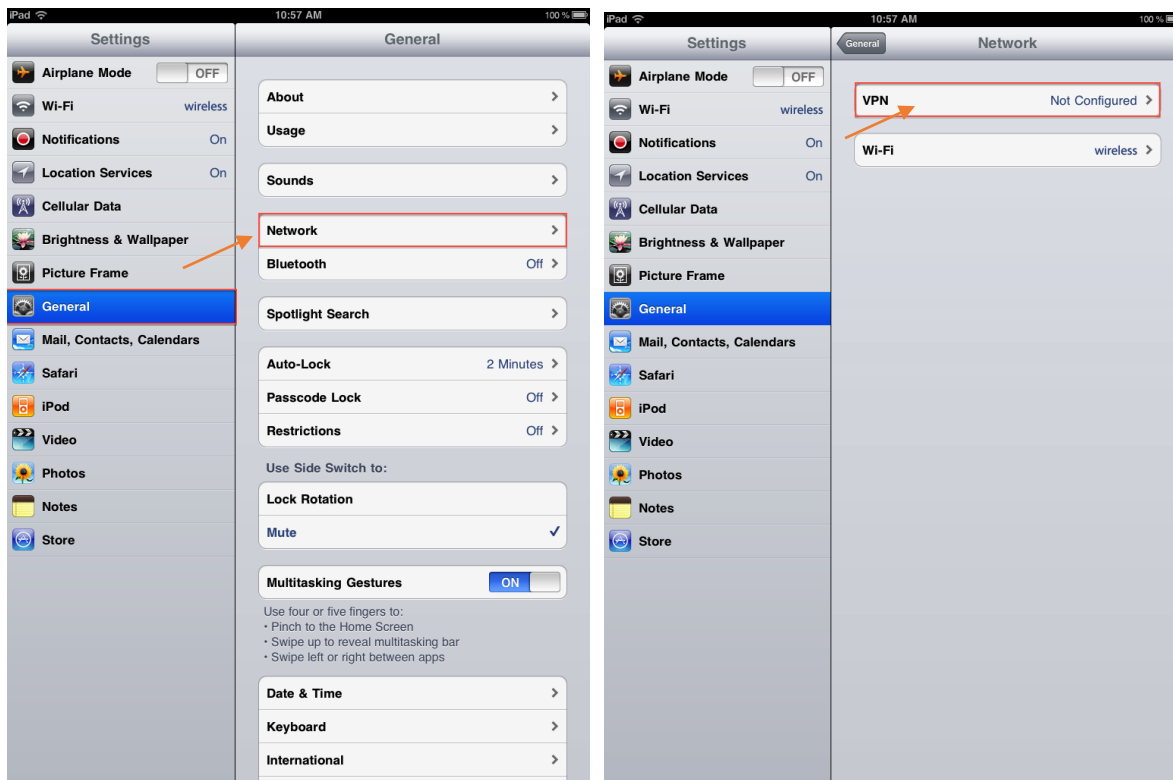 iPad 10:57 AM 100 %
Settings
Airplane Mode OFF
Wi-Fi wireless
Notifications On
Location Services On
Cellular Data
Brightness & Wallpaper
Picture Frame
General
Mail, Contacts, Calendars
Safari
iPod
Video
Photos
Notes
Store
General
About
Usage
Sounds
Network
Bluetooth Off
Spotlight Search
Auto-Lock 2 Minutes
Passcode Lock Off
Restrictions Off
Use Side Switch to:
Lock Rotation
Mute
Multitasking Gestures ON
Use four or five fingers to:
• Pinch to the Home Screen
• Swipe up to reveal multitasking bar
• Swipe left or right between apps
Date & Time
Keyboard
International
iPad 10:57 AM 100 %
Settings
Airplane Mode OFF
Wi-Fi wireless
Notifications On
Location Services On
Cellular Data
Brightness & Wallpaper
Picture Frame
General
Mail, Contacts, Calendars
Safari
iPod
Video
Photos
Notes
Store
General Network
VPN Not Configured
Wi-Fi wireless